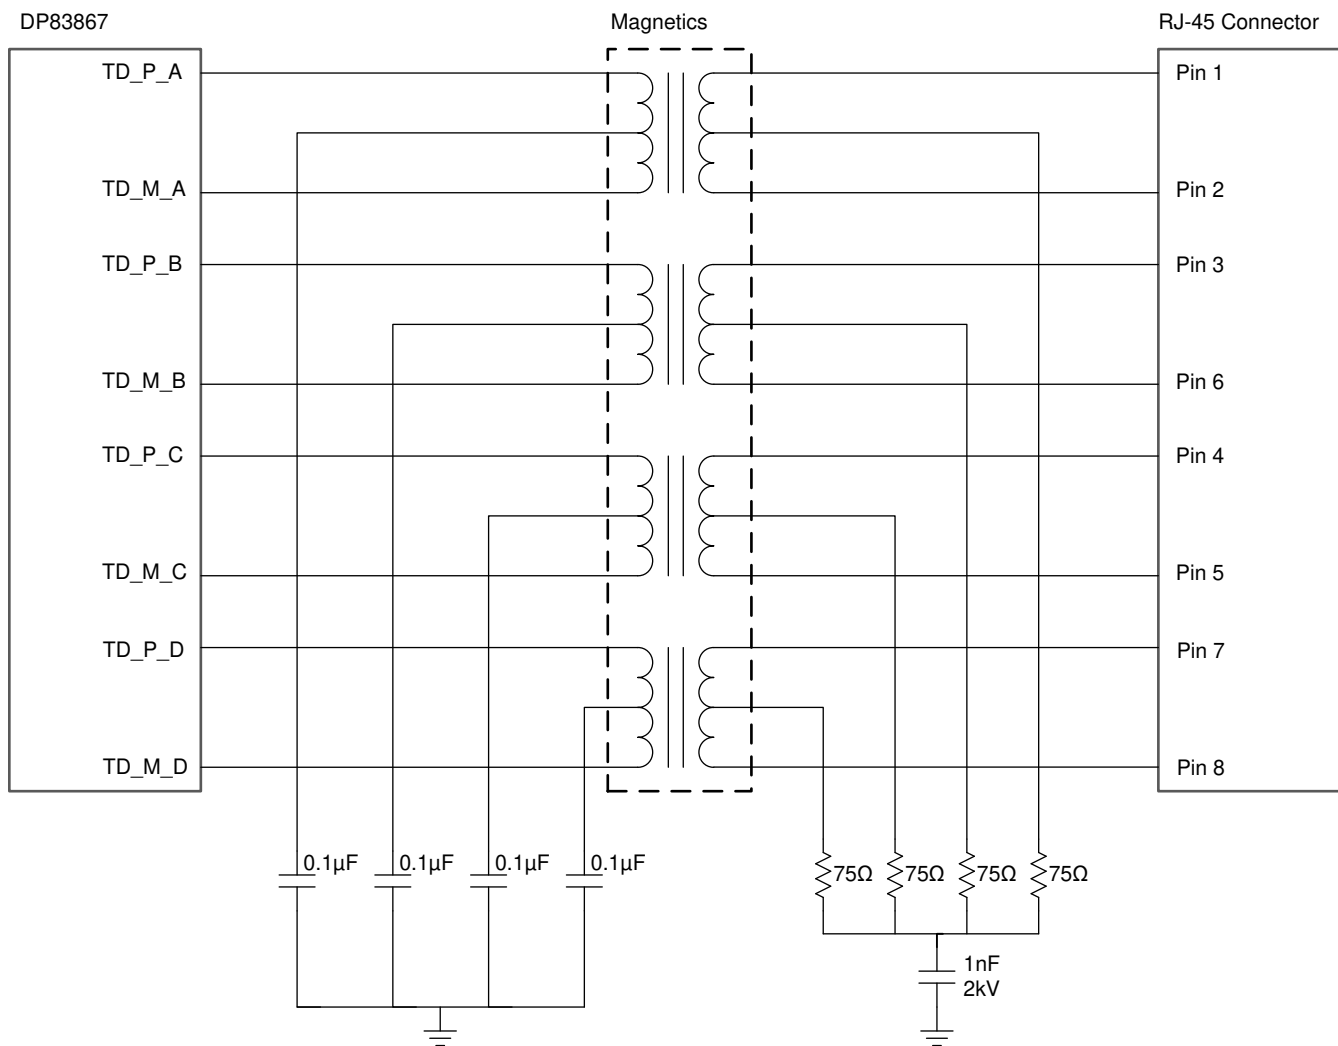 DP83867
Magnetics
RJ-45 Connector
TD_P_A
Pin 1
TD_M_A
Pin 2
TD_P_B
Pin 3
TD_M_B
Pin 6
TD_P_C
Pin 4
TD_M_C
Pin 5
TD_P_D
Pin 7
TD_M_D
Pin 8
0.1µF
0.1µF
0.1µF
0.1µF
75Ω
75Ω
75Ω
75Ω
1nF
2kV